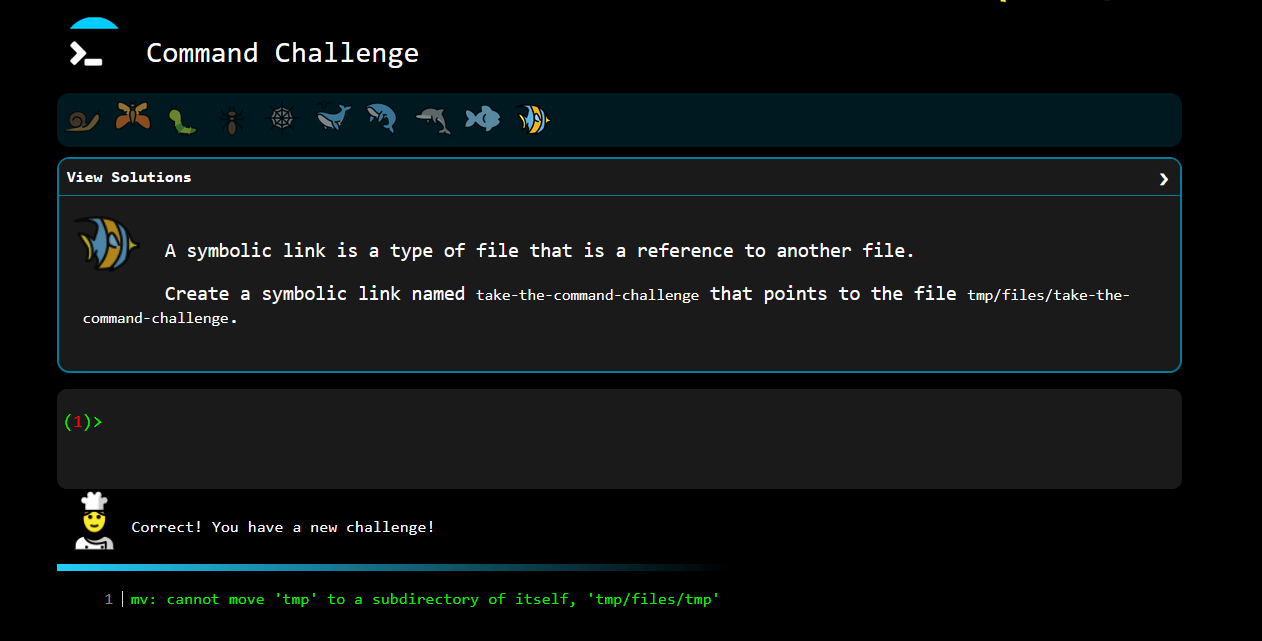 Command Challenge
View Solutions
A symbolic link is a type of file that is a reference to another file.
Create a symbolic link named take-the-command-challenge that points to the file tmp/files/take-the-
command-challenge.
(1)>
Correct! You have a new challenge!
1 mv: cannot move 'tmp' to a subdirectory of itself, 'tmp/files/tmp'